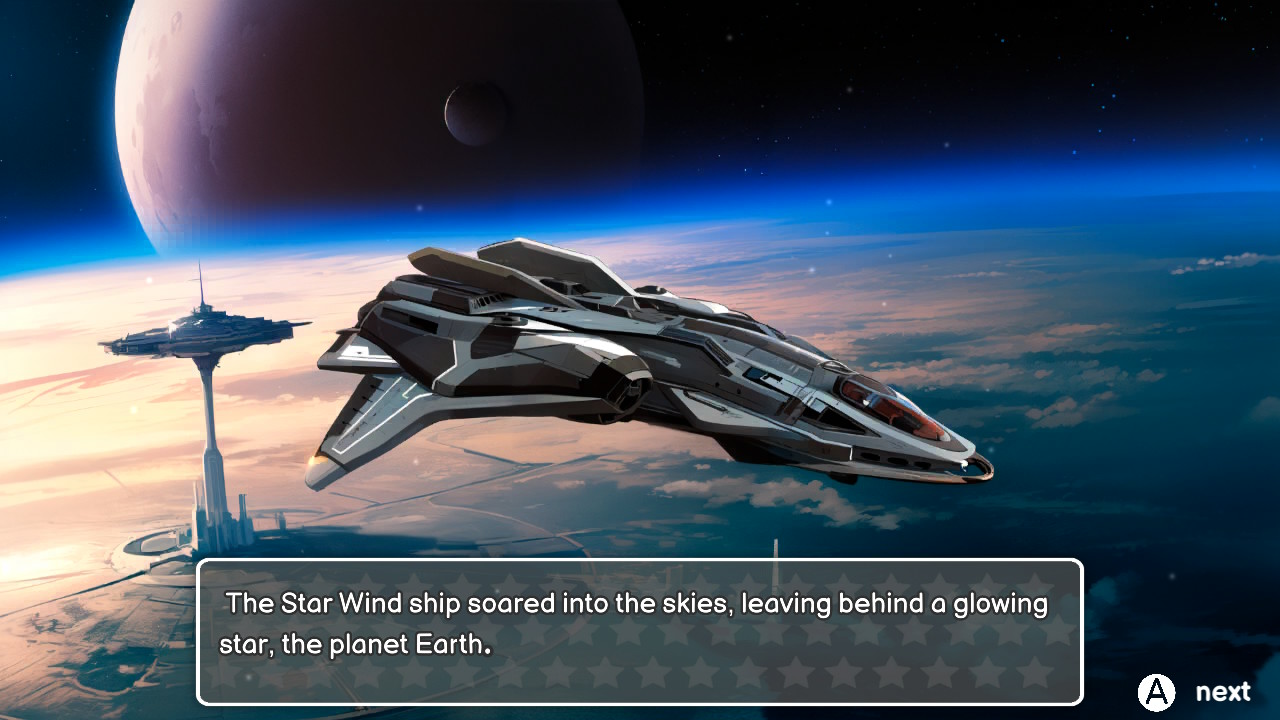 The Star Wind ship soared into the skies, leaving behind a glowing
star, the planet Earth.
A next